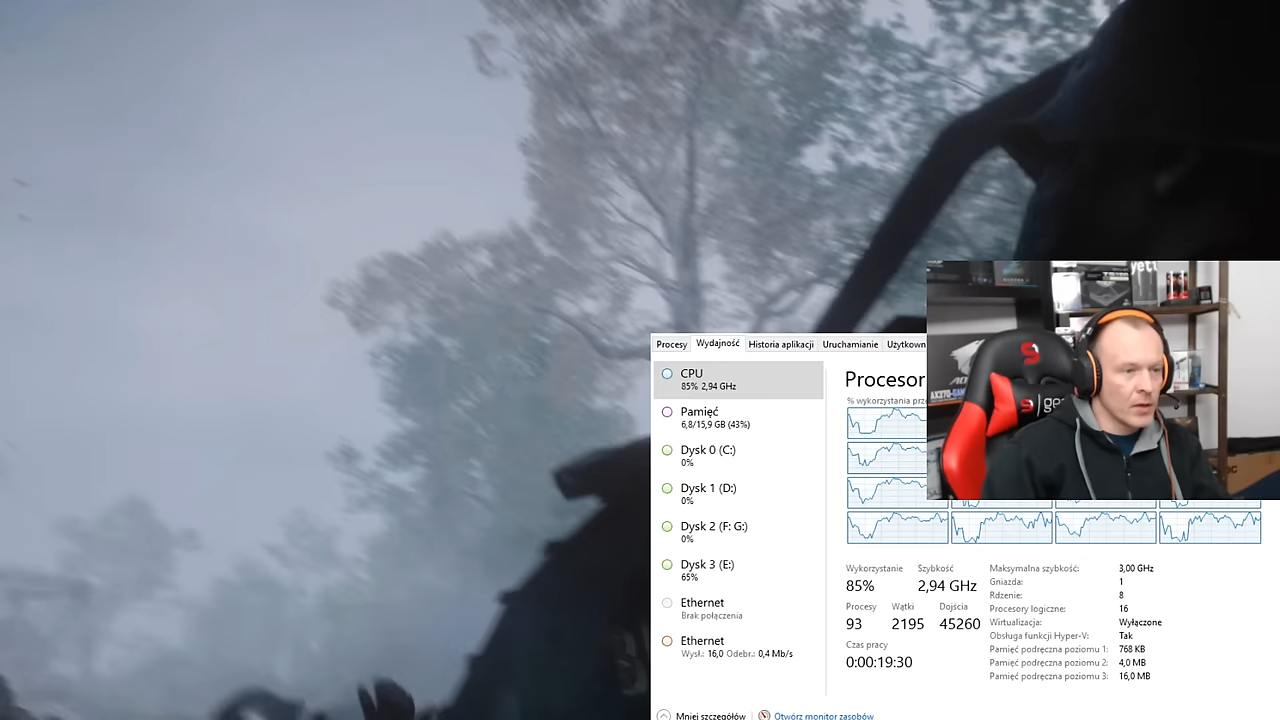 yeti
AX370-GAM
Procesy Wydajność Historia aplikacji Uruchamianie Użytkown
CPU
85% 2,94 GHz
Pamięć
6,8/15,9 GB (43%)
Dysk 0 (C:)
0%
Dysk 1 (D:)
0%
Dysk 2 (F: G:)
0%
Dysk 3 (E:)
65%
Ethernet
Brak połączenia
Ethernet
Wysł.: 16,0 Odebr.: 0,4 Mb/s
Procesor
% wykorzystania prze
Wykorzystanie Szybkość
85% 2,94 GHz
Procesy Wątki Dojścia
93 2195 45260
Czas pracy
0:00:19:30
Maksymalna szybkość: 3,00 GHz
Gniazda: 1
Rdzenie: 8
Procesory logiczne: 16
Wirtualizacja: Wyłączone
Obsługa funkcji Hyper-V: Tak
Pamięć podręczna poziomu 1: 768 KB
Pamięć podręczna poziomu 2: 4,0 MB
Pamięć podręczna poziomu 3: 16,0 MB
Mniej szczegółów Otwórz monitor zasobów